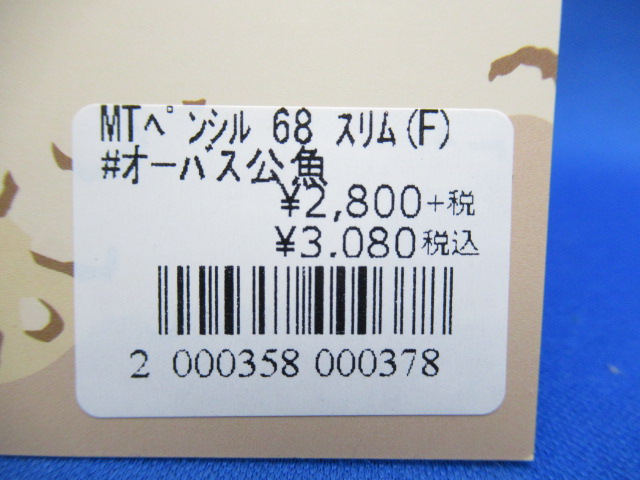 MTペンシル 68 スリム(F)
#オーバス公魚
¥2,800+税
¥3.080税込
2 000358 000378